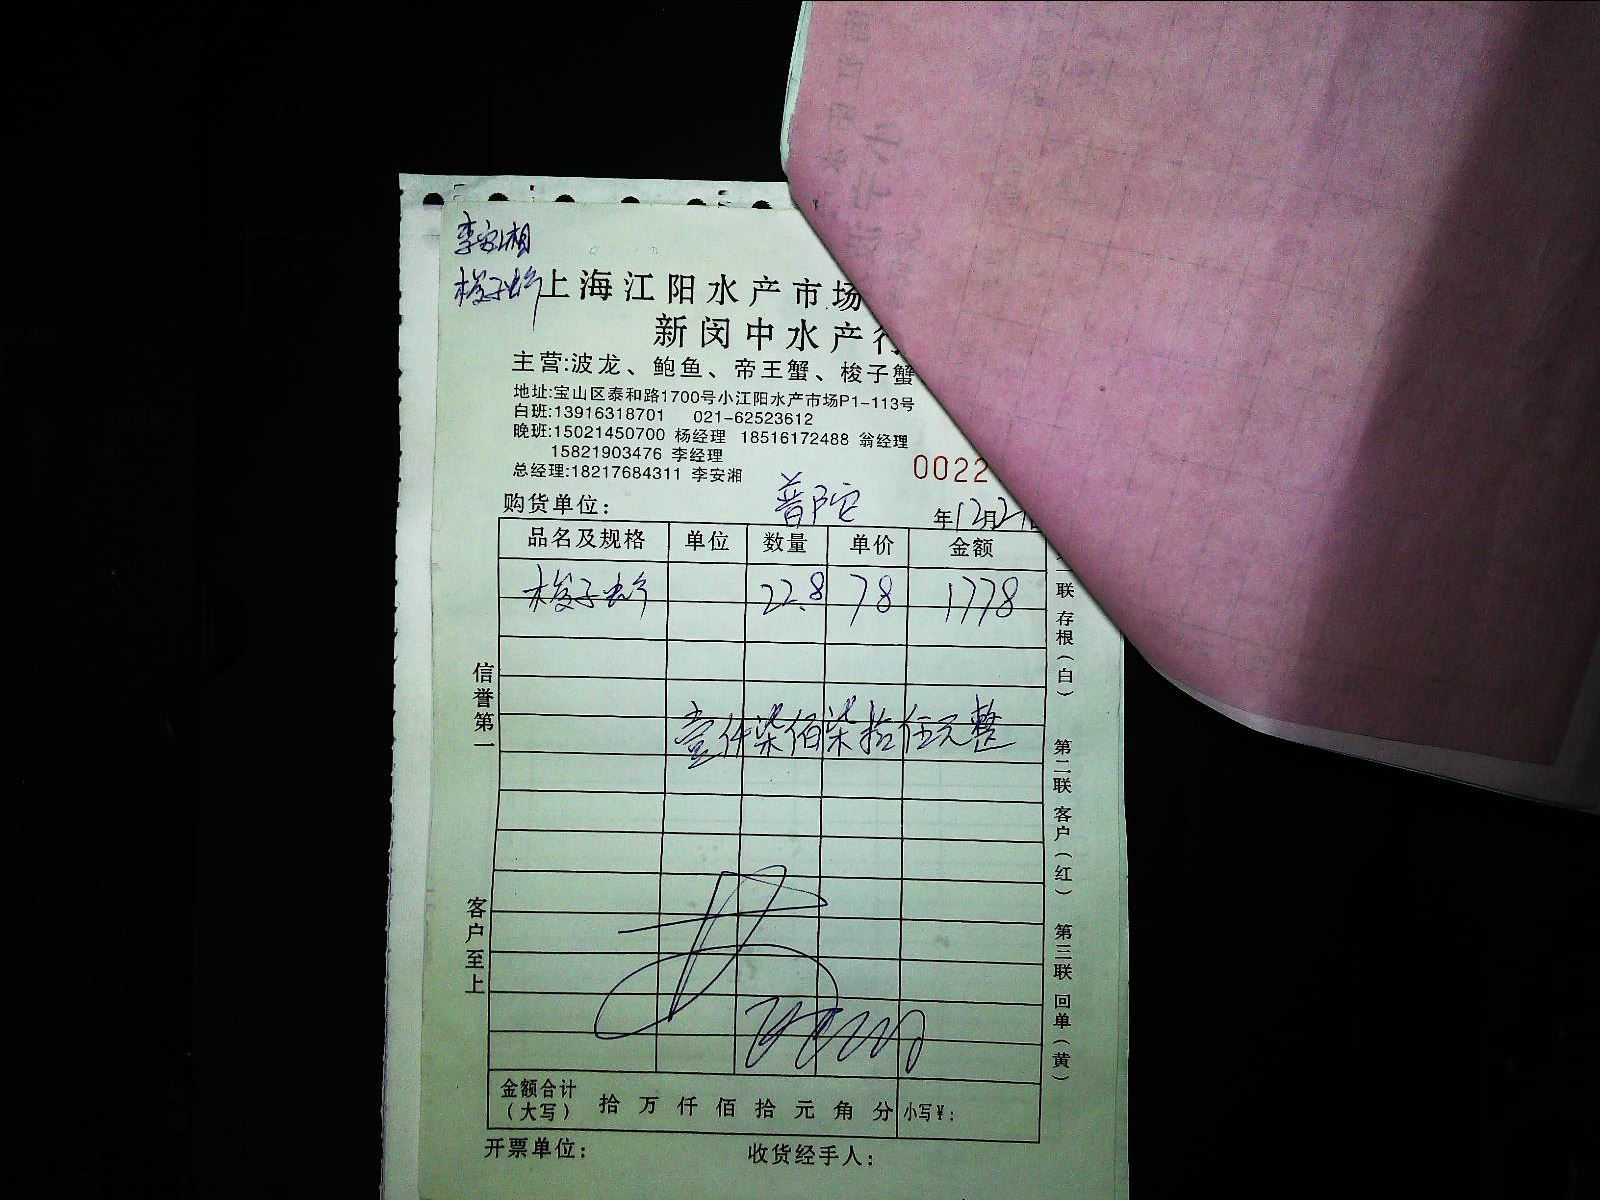 李安湘
梭子蟹
上海江阳水产市场
新闵中水产行
主营:波龙、鲍鱼、帝王蟹、梭子蟹
地址:宝山区泰和路1700号小江阳水产市场P1-113号
白班:13916318701 021-62523612
晚班:15021450700 杨经理 18516172488 翁经理
15821903476 李经理
总经理:18217684311 李安湘
0022
购货单位: 普陀 年12月2
品名及规格 单位 数量 单价 金额
梭子蟹 22.8 78 1778
壹仟柒佰柒拾伍元整
金额合计
(大写) 拾 万 仟 佰 拾 元 角 分 小写¥:
开票单位: 收货经手人:
信誉第一
客户至上
联 存根(白) 第二联 客户(红) 第三联 回单(黄)